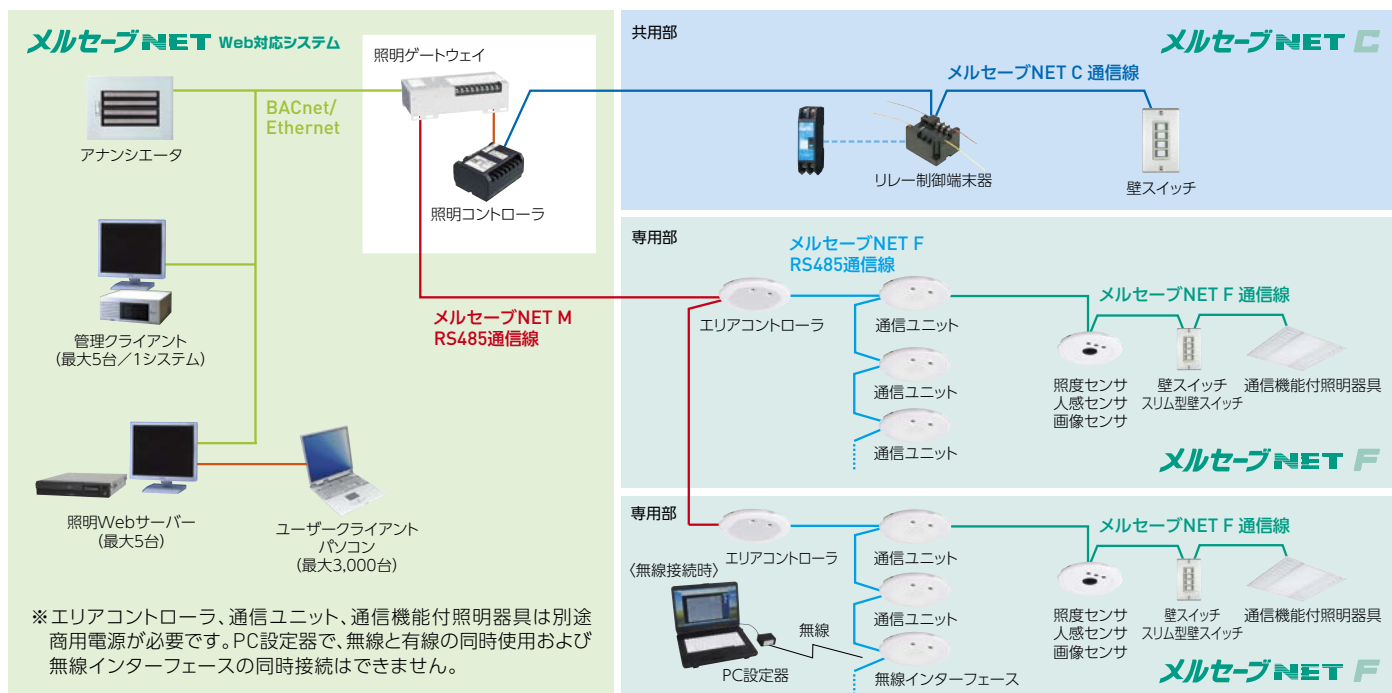 メルセーブNET Web対応システム
照明ゲートウェイ
BACnet/
Ethernet
アナンシエータ
照明コントローラ
管理クライアント
(最大5台／1システム)
メルセーブNET M
RS485通信線
照明Webサーバー
(最大5台)
ユーザークライアント
パソコン
(最大3,000台)
※エリアコントローラ、通信ユニット、通信機能付照明器具は別途
商用電源が必要です。PC設定器で、無線と有線の同時使用および
無線インターフェースの同時接続はできません。
共用部
メルセーブNET C
メルセーブNET C 通信線
リレー制御端末器
壁スイッチ
専用部
メルセーブNET F
RS485通信線
メルセーブNET F 通信線
エリアコントローラ
通信ユニット
通信ユニット
通信ユニット
照度センサ
人感センサ
画像センサ
壁スイッチ
スリム型壁スイッチ
通信機能付照明器具
メルセーブNET F
専用部
メルセーブNET F 通信線
エリアコントローラ
通信ユニット
〈無線接続時〉
通信ユニット
無線
PC設定器
無線インターフェース
照度センサ
人感センサ
画像センサ
壁スイッチ
スリム型壁スイッチ
通信機能付照明器具
メルセーブNET F